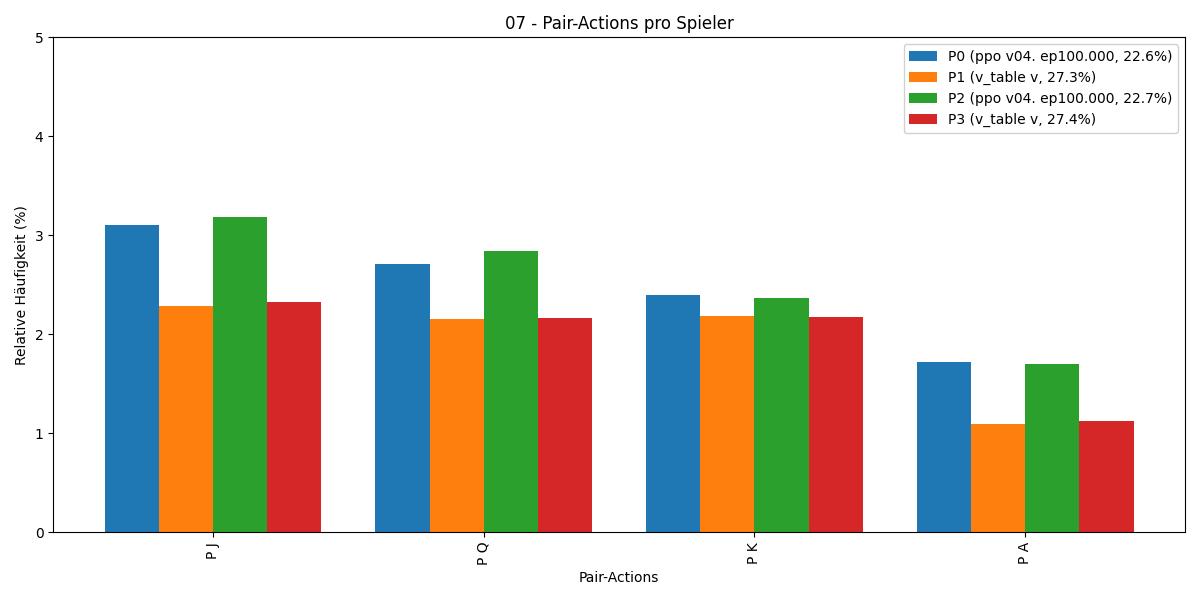 07 - Pair-Actions pro Spieler
P0 (ppo v04. ep100.000, 22.6%)
P1 (v_table v, 27.3%)
P2 (ppo v04. ep100.000, 22.7%)
P3 (v_table v, 27.4%)
Relative Häufigkeit (%)
5
4
3
2
1
0
P J
P Q
P K
P A
Pair-Actions